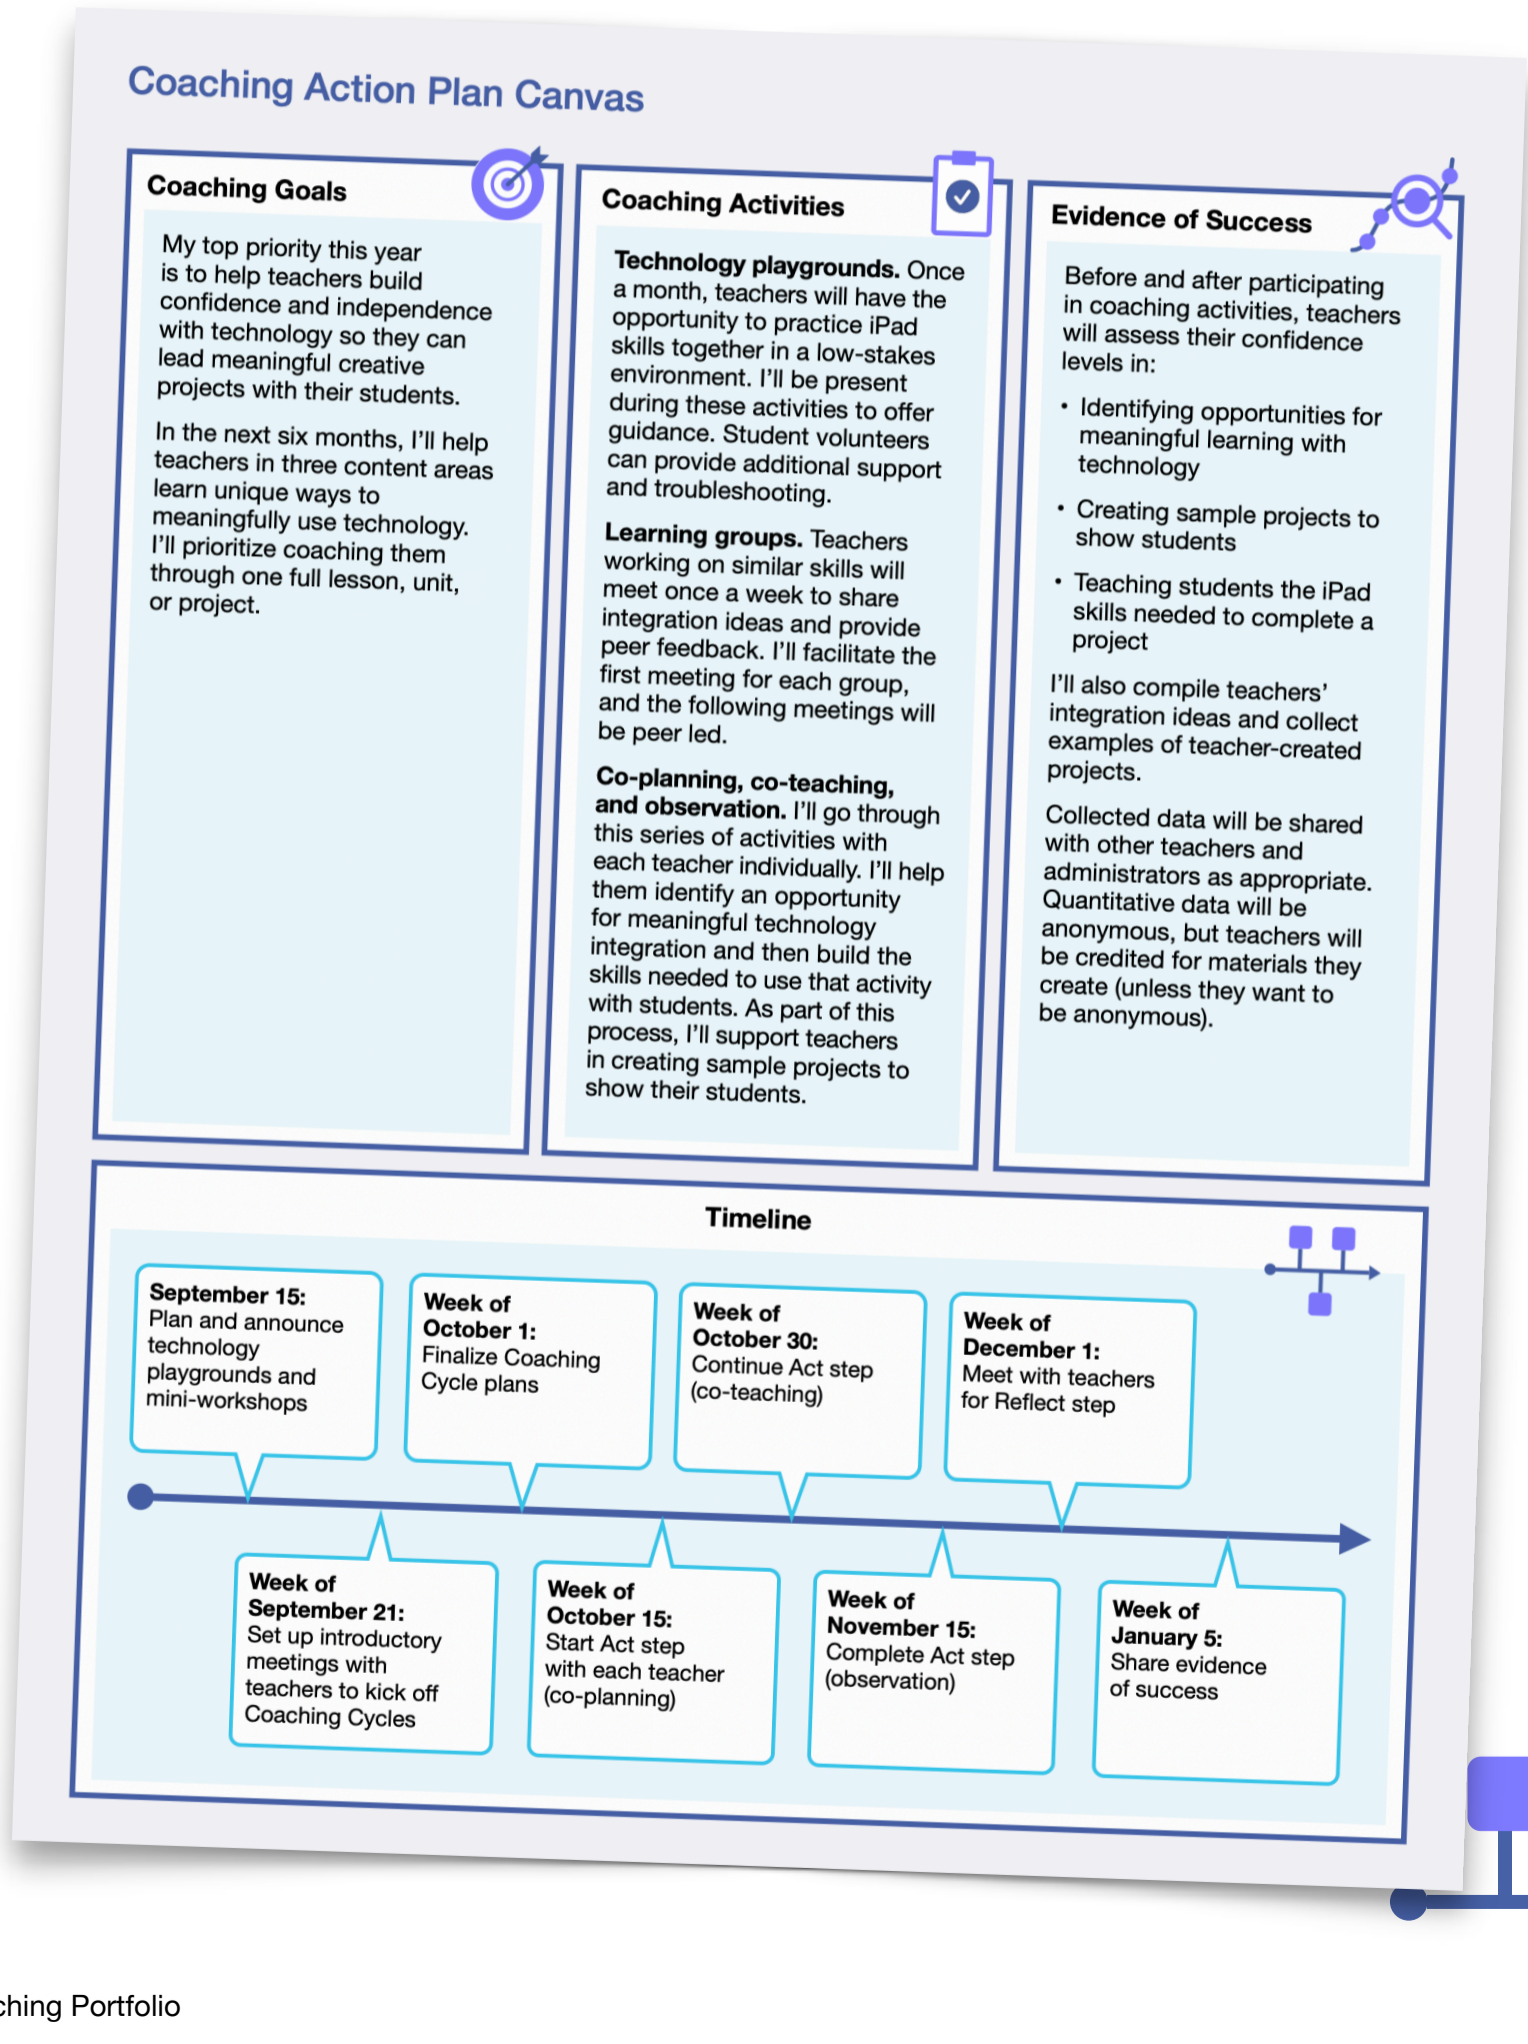 Coaching Action Plan Canvas
Coaching Goals
My top priority this year
is to help teachers build
confidence and independence
with technology so they can
lead meaningful creative
projects with their students.
In the next six months, I’ll help
teachers in three content areas
learn unique ways to
meaningfully use technology.
I’ll prioritize coaching them
through one full lesson, unit,
or project.
Coaching Activities
Technology playgrounds. Once
a month, teachers will have the
opportunity to practice iPad
skills together in a low-stakes
environment. I’ll be present
during these activities to offer
guidance. Student volunteers
can provide additional support
and troubleshooting.
Learning groups. Teachers
working on similar skills will
meet once a week to share
integration ideas and provide
peer feedback. I’ll facilitate the
first meeting for each group,
and the following meetings will
be peer led.
Co-planning, co-teaching,
and observation. I’ll go through
this series of activities with
each teacher individually. I’ll help
them identify an opportunity
for meaningful technology
integration and then build the
skills needed to use that activity
with students. As part of this
process, I’ll support teachers
in creating sample projects to
show their students.
Evidence of Success
Before and after participating
in coaching activities, teachers
will assess their confidence
levels in:
• Identifying opportunities for
meaningful learning with
technology
• Creating sample projects to
show students
• Teaching students the iPad
skills needed to complete a
project
I’ll also compile teachers’
integration ideas and collect
examples of teacher-created
projects.
Collected data will be shared
with other teachers and
administrators as appropriate.
Quantitative data will be
anonymous, but teachers will
be credited for materials they
create (unless they want to
be anonymous).
Timeline
September 15:
Plan and announce
technology
playgrounds and
mini-workshops
Week of
September 21:
Set up introductory
meetings with
teachers to kick off
Coaching Cycles
Week of
October 1:
Finalize Coaching
Cycle plans
Week of
October 15:
Start Act step
with each teacher
(co-planning)
Week of
October 30:
Continue Act step
(co-teaching)
Week of
November 15:
Complete Act step
(observation)
Week of
December 1:
Meet with teachers
for Reflect step
Week of
January 5:
Share evidence
of success
ching Portfolio